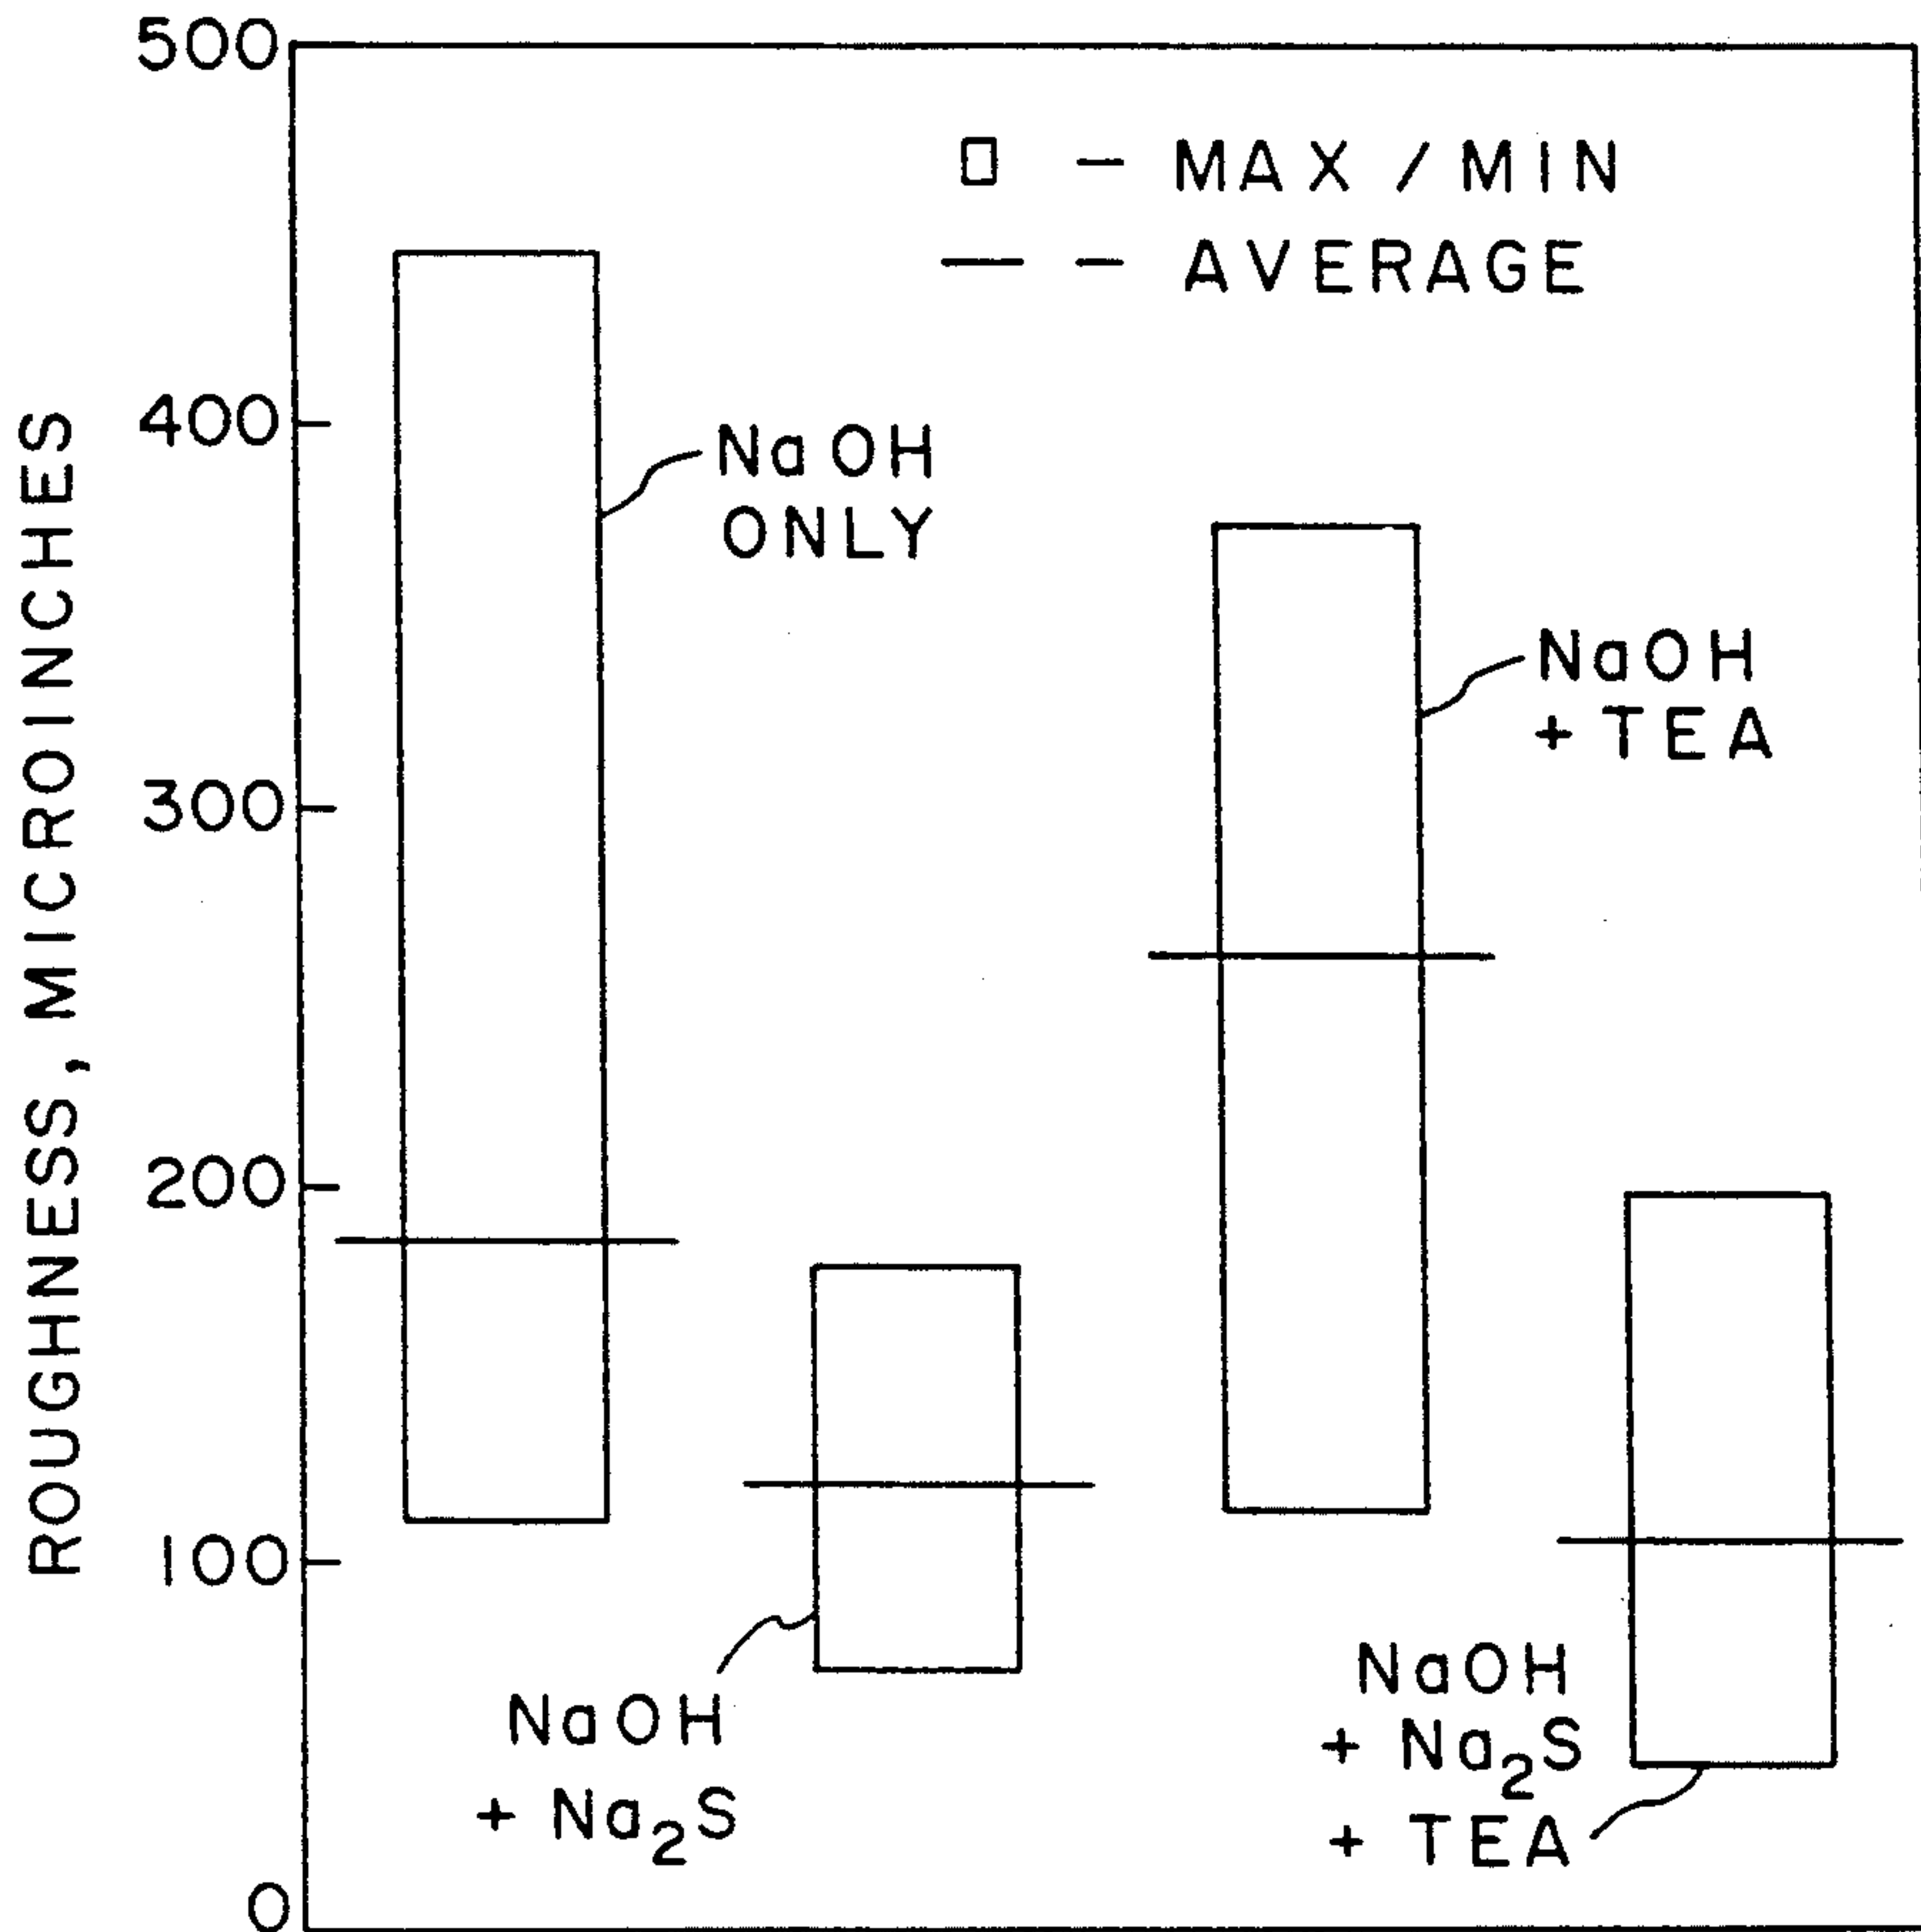 500
▯ - MAX / MIN
— - AVERAGE
400
NaOH
ONLY
NaOH
+ TEA
300
ROUGHNESS, MICROINCHES
200
100
NaOH
+ Na₂S
NaOH
+ Na₂S
+ TEA
0